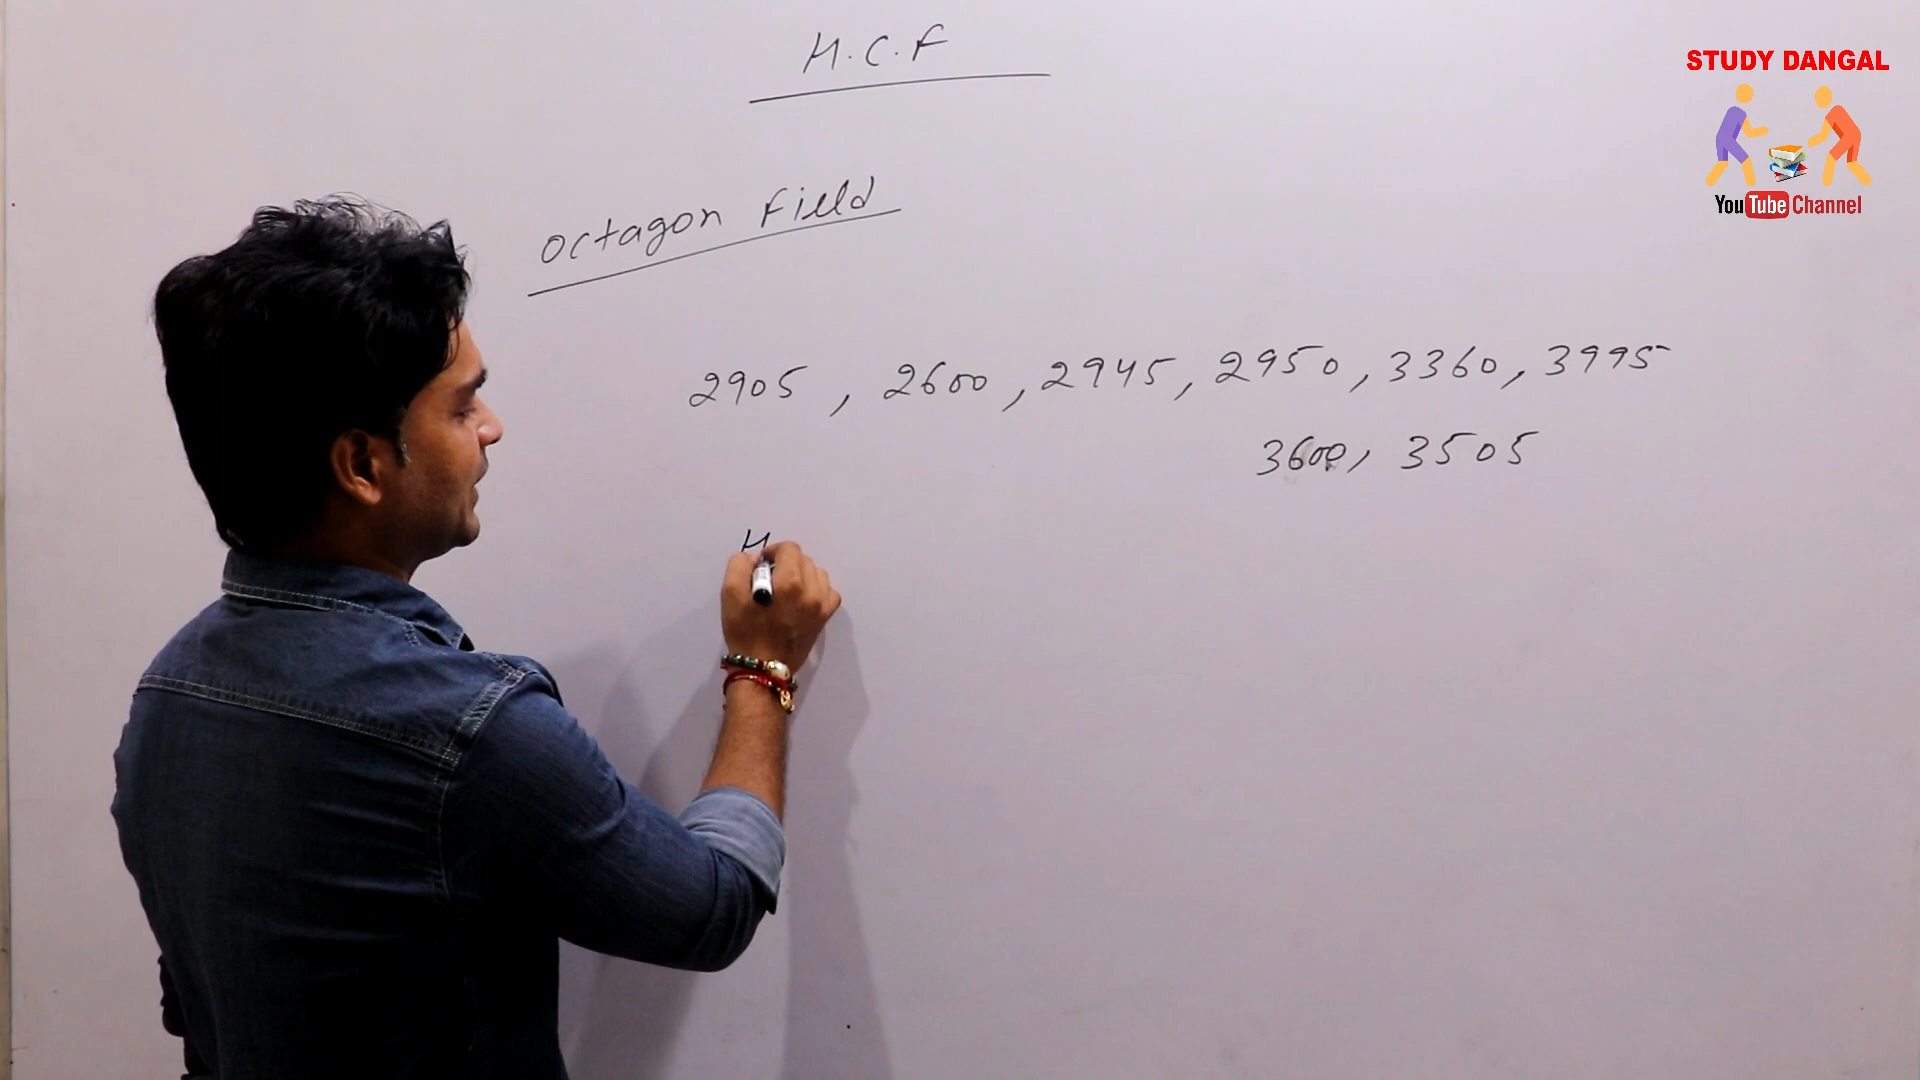 H.C.F
STUDY DANGAL
YouTube Channel
Octagon Field
2905, 2600, 2945, 2950, 3360, 3995
3600, 3505
H